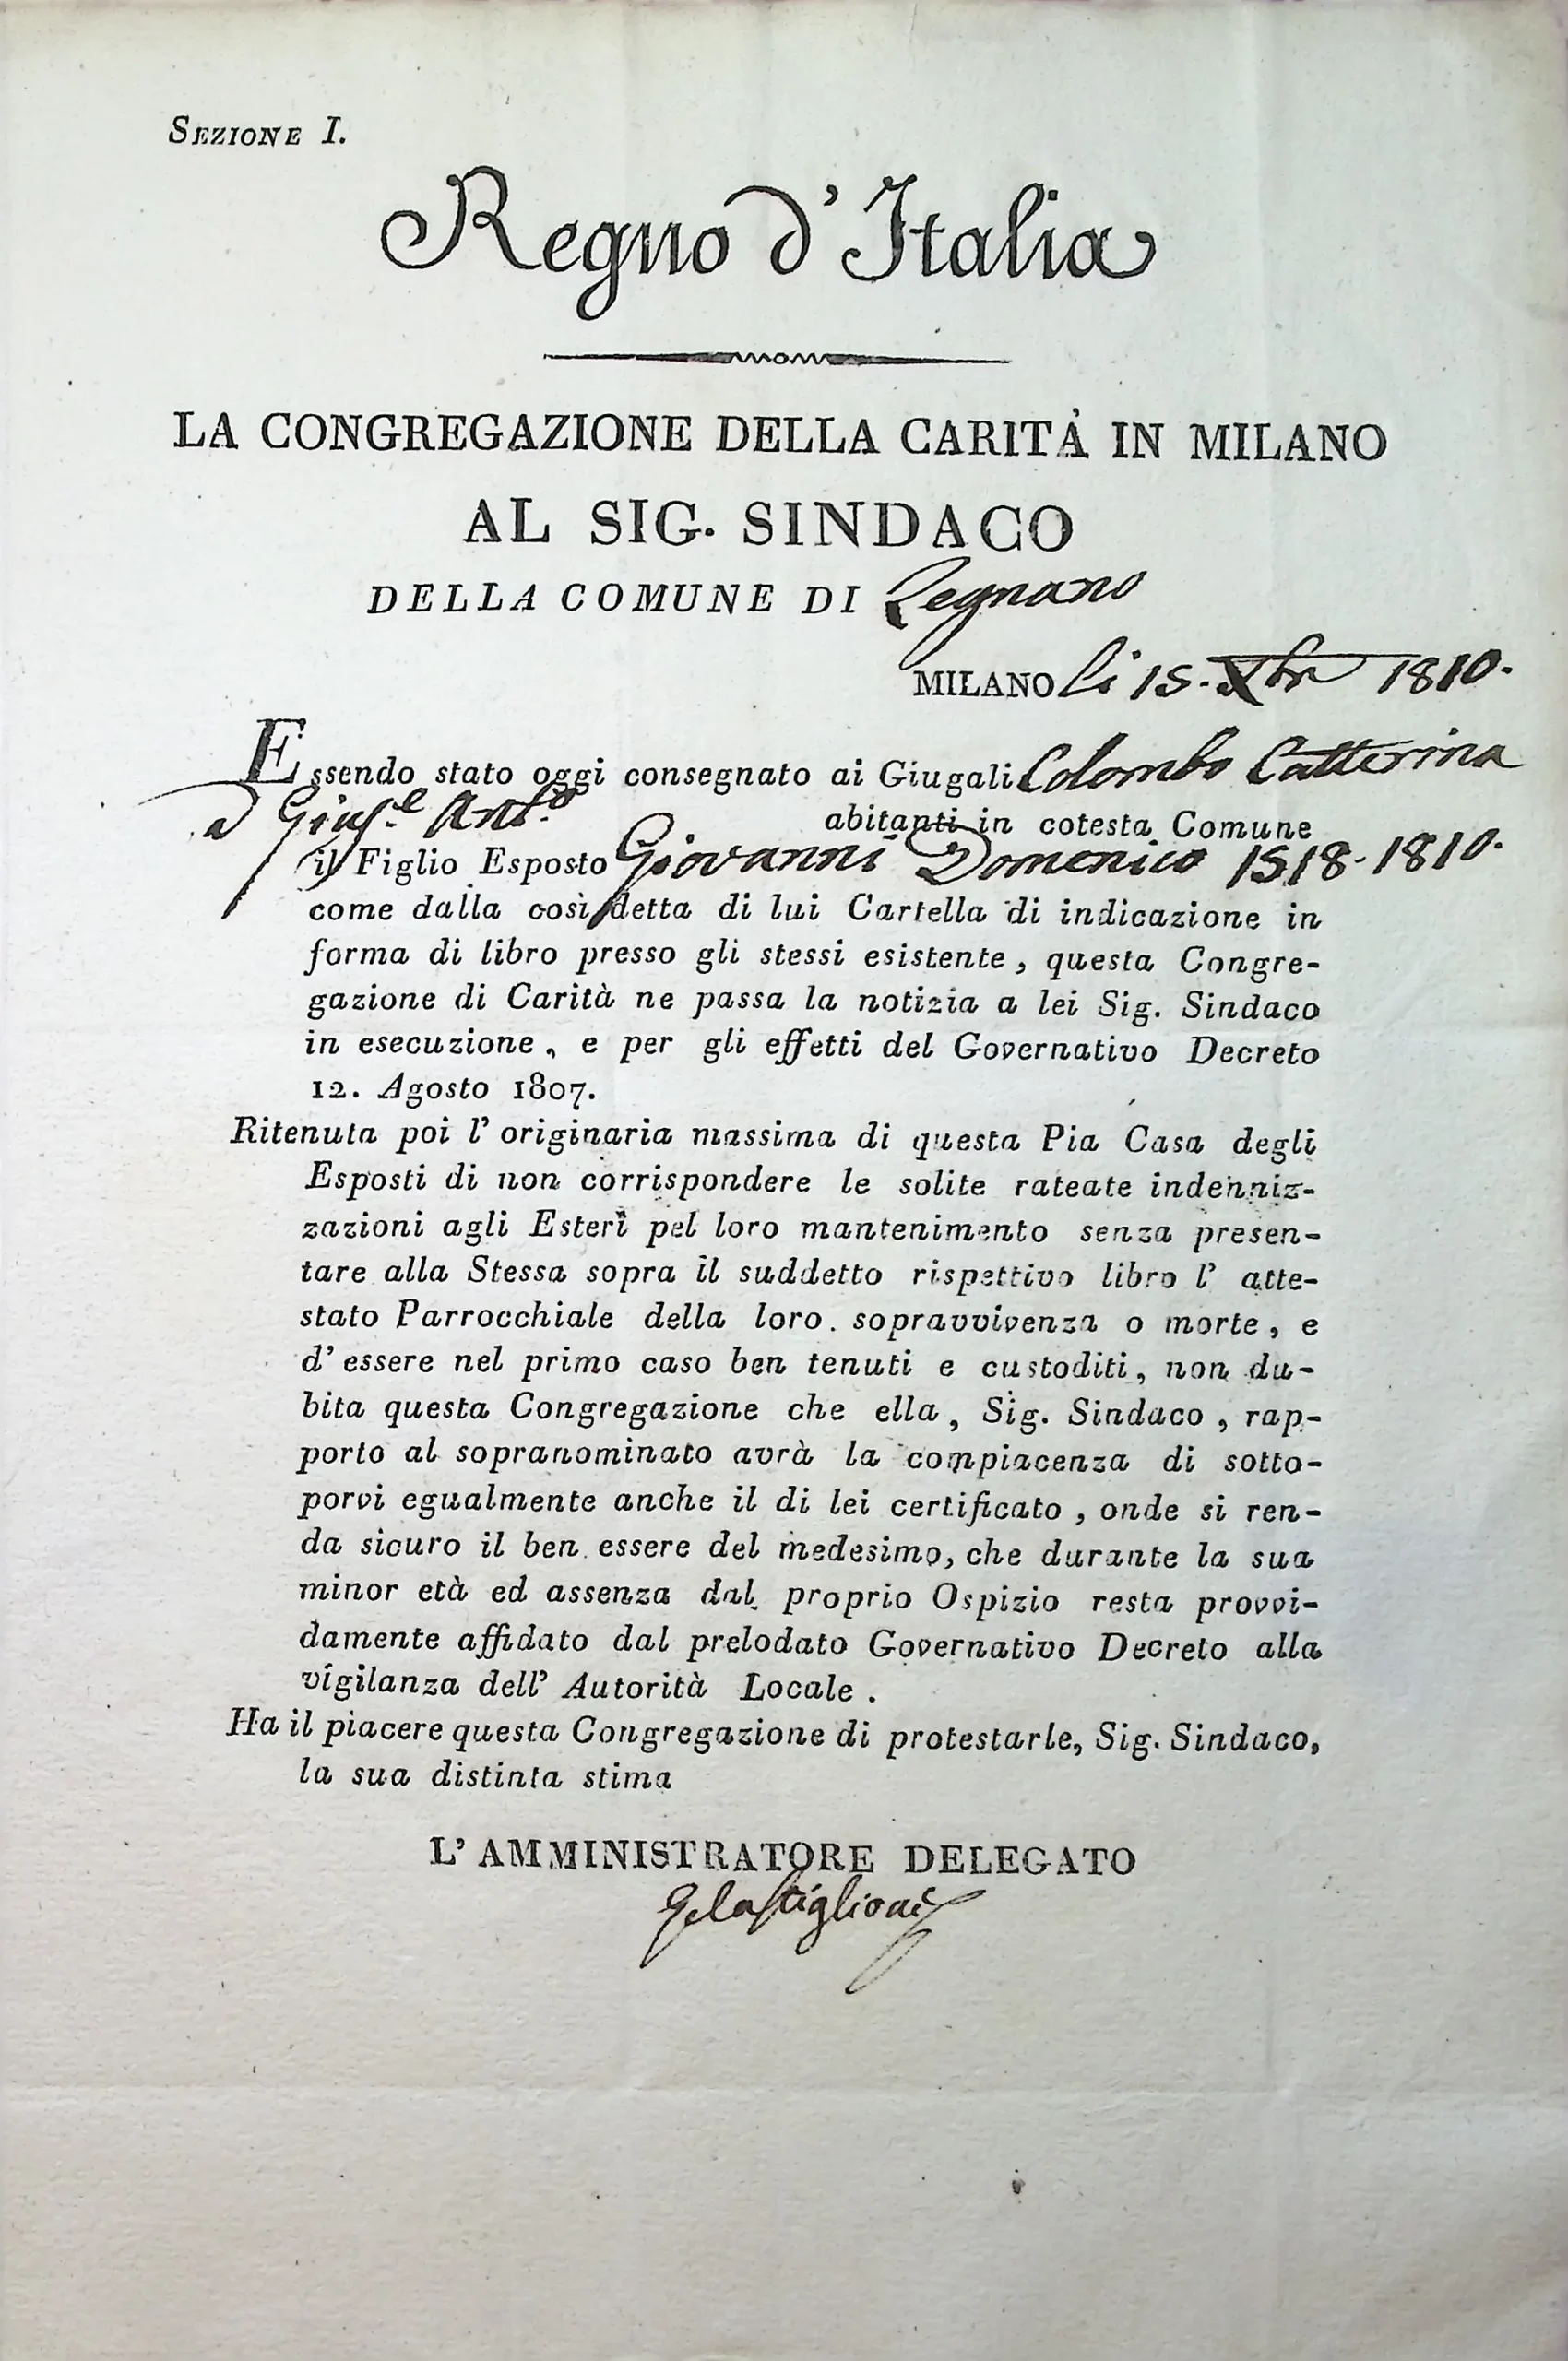 SEZIONE I.
Regno d'Italia
LA CONGREGAZIONE DELLA CARITÀ IN MILANO
AL SIG. SINDACO
DELLA COMUNE DI Legnano
MILANO li 15. Xbr 1810.
Essendo stato oggi consegnato ai Giugali Colombo Catterina
e Gius.e Ant.o abitanti in cotesta Comune
il Figlio Esposto Giovanni Domenico 1518-1810.
come dalla così detta di lui Cartella di indicazione in
forma di libro presso gli stessi esistente, questa Congre-
gazione di Carità ne passa la notizia a lei Sig. Sindaco
in esecuzione, e per gli effetti del Governativo Decreto
12. Agosto 1807.
Ritenuta poi l' originaria massima di questa Pia Casa degli
Esposti di non corrispondere le solite rateate indenniz-
zazioni agli Esteri pel loro mantenimento senza presen-
tare alla Stessa sopra il suddetto rispettivo libro l' atte-
stato Parrocchiale della loro. sopravvivenza o morte, e
d' essere nel primo caso ben tenuti e custoditi, non du-
bita questa Congregazione che ella, Sig. Sindaco, rap-
porto al sopranominato avrà la compiacenza di sotto-
porvi egualmente anche il di lei certificato, onde si ren-
da sicuro il ben essere del medesimo, che durante la sua
minor età ed assenza dal proprio Ospizio resta provvi-
damente affidato dal prelodato Governativo Decreto alla
vigilanza dell' Autorità Locale.
Ha il piacere questa Congregazione di protestarle, Sig. Sindaco,
la sua distinta stima
L' AMMINISTRATORE DELEGATO
Castiglioni